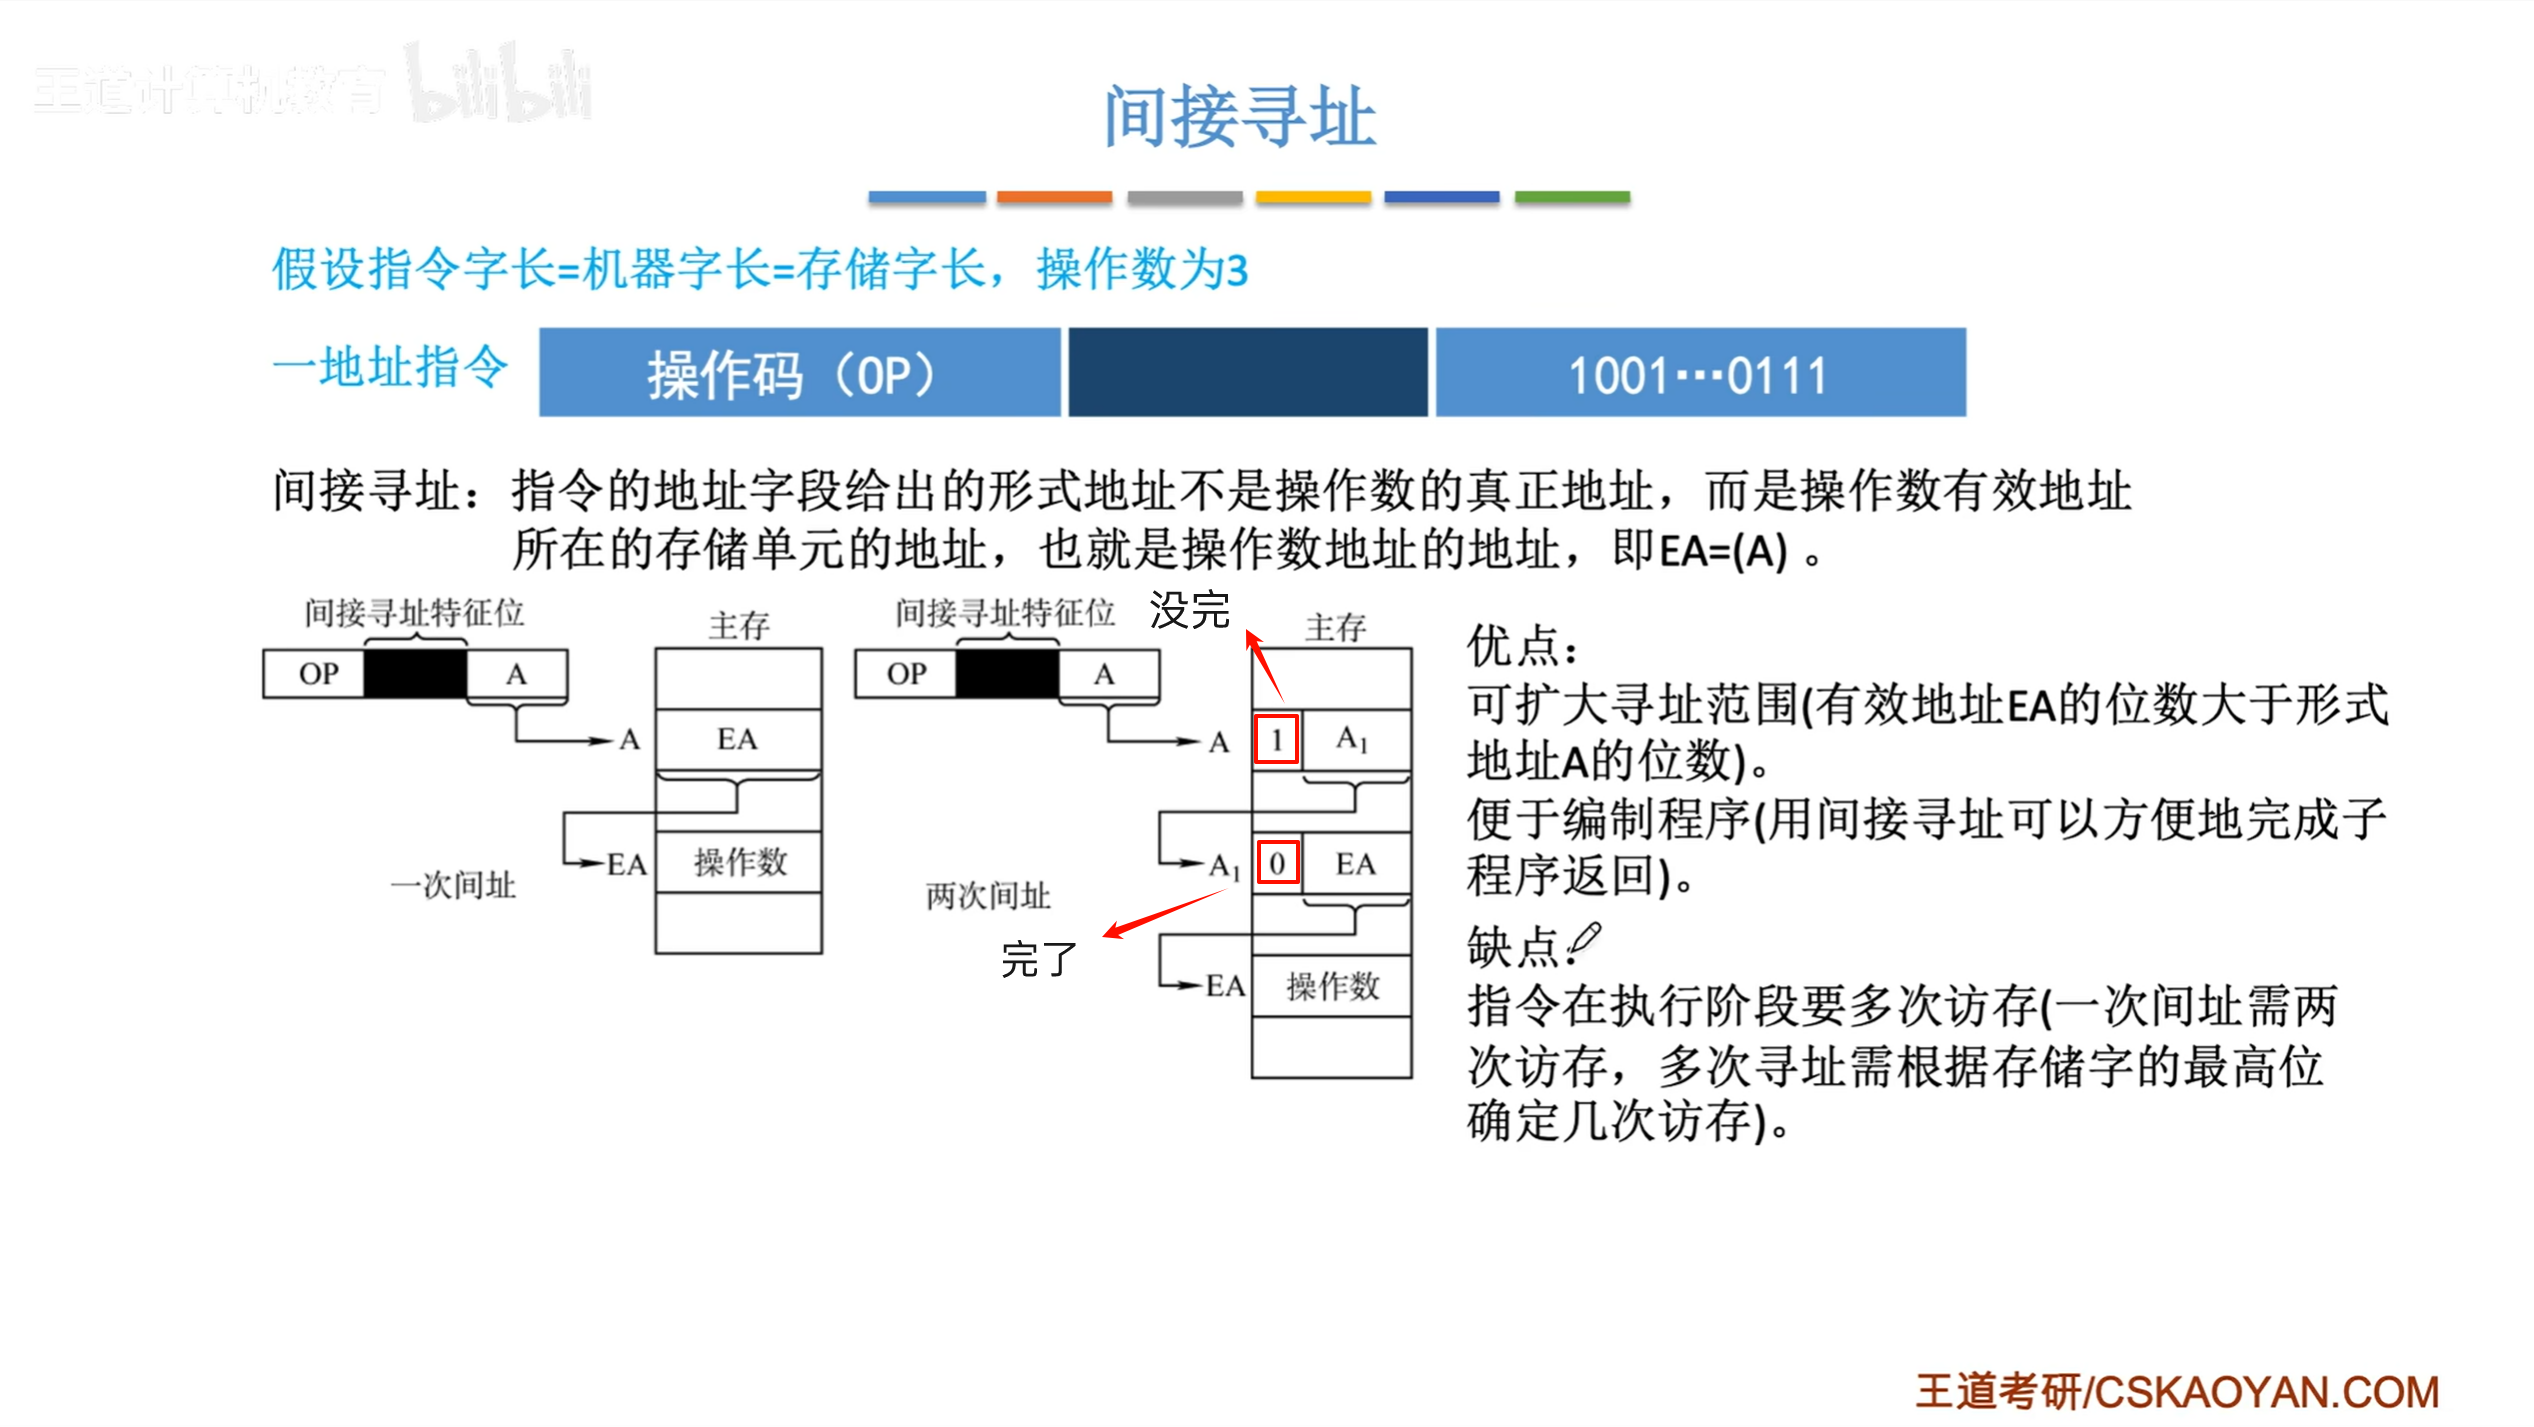 王道计算机教育 bilibili
间接寻址
假设指令字长=机器字长=存储字长，操作数为3
一地址指令 操作码（OP） 1001…0111
间接寻址：指令的地址字段给出的形式地址不是操作数的真正地址，而是操作数有效地址
所在的存储单元的地址，也就是操作数地址的地址，即EA=(A) 。
间接寻址特征位
主存
OP A
A EA
EA 操作数
一次间址
间接寻址特征位
没完
主存
OP A
A 1 A₁
A₁ 0 EA
两次间址
完了
EA 操作数
优点：
可扩大寻址范围(有效地址EA的位数大于形式
地址A的位数)。
便于编制程序(用间接寻址可以方便地完成子
程序返回)。
缺点：
指令在执行阶段要多次访存(一次间址需两
次访存，多次寻址需根据存储字的最高位
确定几次访存)。
王道考研/CSKAOYAN.COM